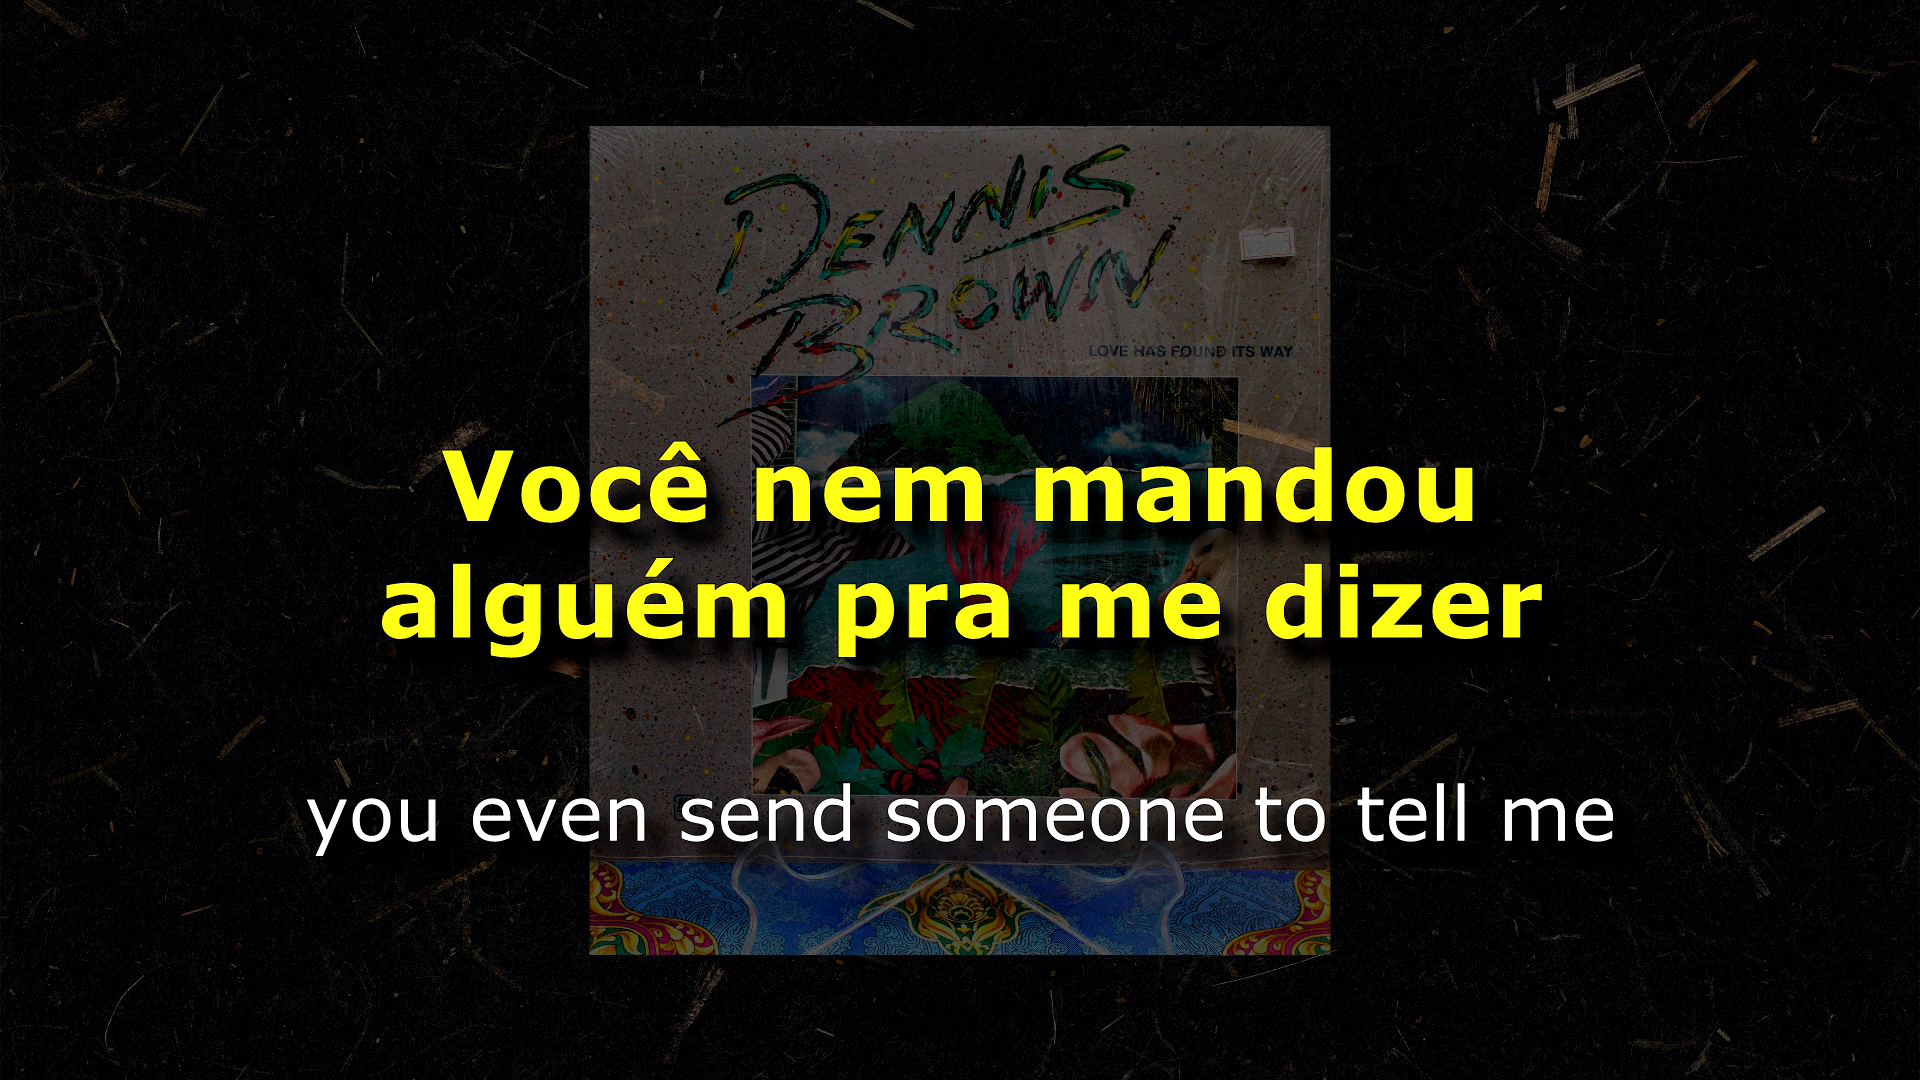 DENNIS
BROWN
LOVE HAS FOUND ITS WAY
Você nem mandou
alguém pra me dizer
you even send someone to tell me